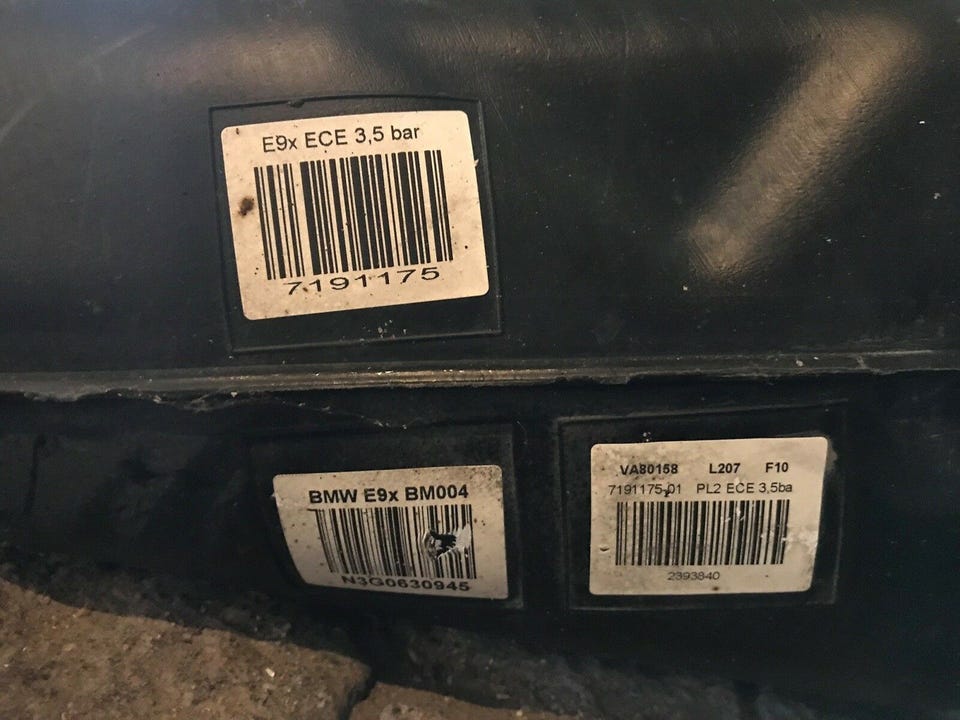 E9x ECE 3,5 bar
7191175
BMW E9x BM004
N3G0630945
VA80158 L207 F10
7191175-01 PL2 ECE 3,5ba
2393840